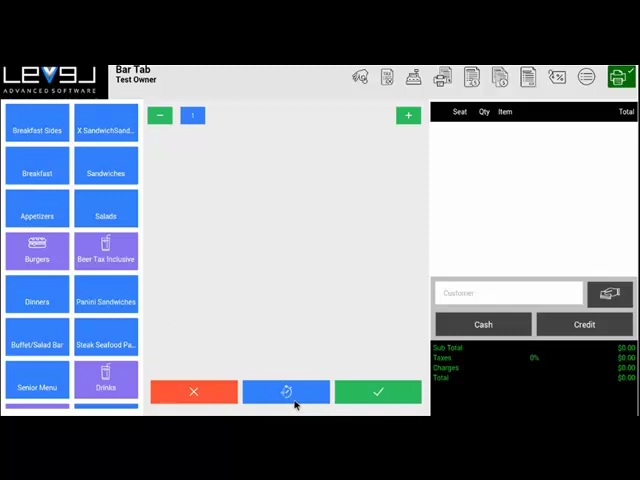 LEVEL
ADVANCED SOFTWARE
Bar Tab
Test Owner
Breakfast Sides
X SandwichSand...
Breakfast
Sandwiches
Appetizers
Salads
Burgers
Beer Tax Inclusive
Dinners
Panini Sandwiches
Buffet/Salad Bar
Steak Seafood Pa...
Senior Menu
Drinks
1
Seat Qty Item Total
Customer
Cash
Credit
Sub Total $0.00
Taxes 0% $0.00
Charges $0.00
Total $0.00